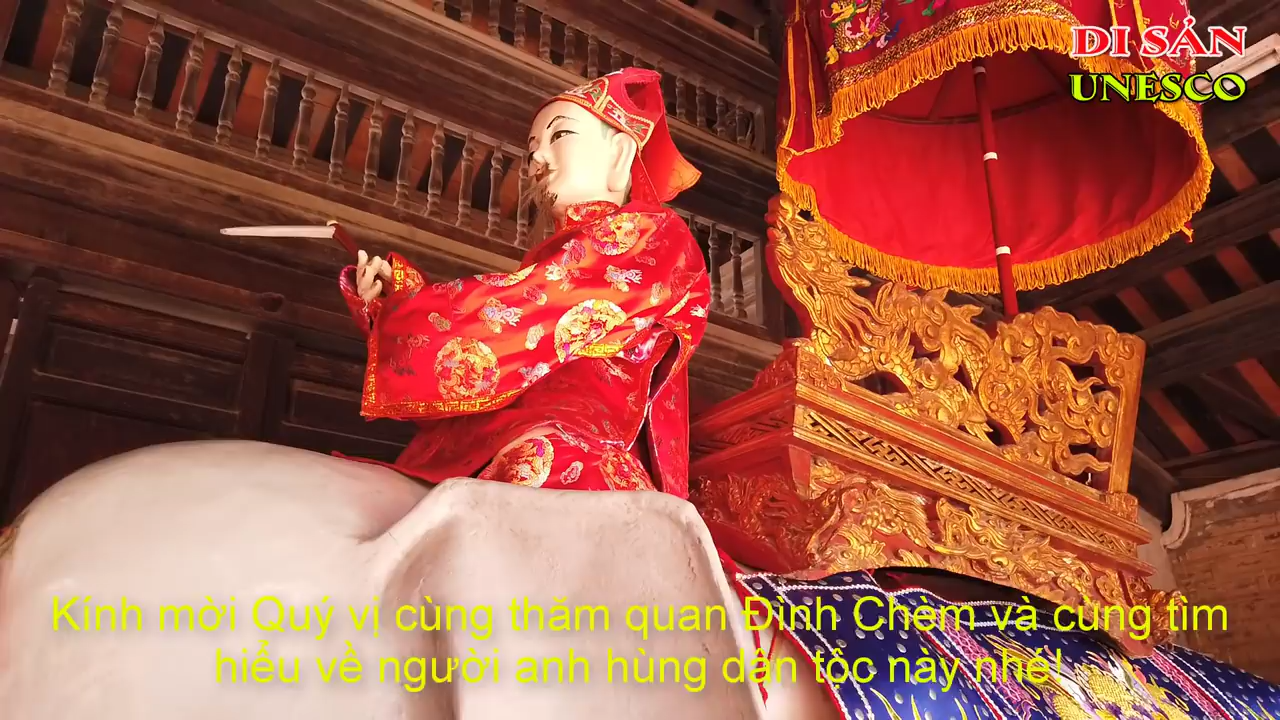 DI SẢN
UNESCO
Kính mời Quý vị cùng thăm quan Đình Chèm và cùng tìm
hiểu về người anh hùng dân tộc này nhé!